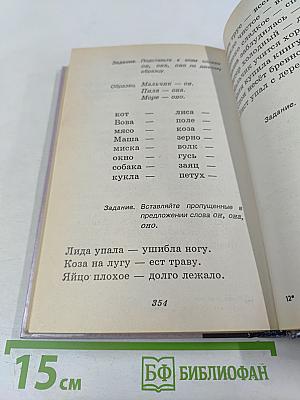 Задание. Подставьте к этим словам
он, она, оно по данному
образцу.
Образец. Мальчик — он.
Пила — она.
Море — оно.
кот — лиса —
Вова — поле —
мясо — коза —
Маша — зерно —
миска — волк —
окно — гусь —
собака — заяц —
кукла — петух —
Задание. Вставляйте пропущенные в
предложении слова он, она,
оно.
Лида упала — ушибла ногу.
Коза на лугу — ест траву.
Яйцо плохое — долго лежало.
354
Задание.
12*
15 см
БФ БИБЛИОФАН